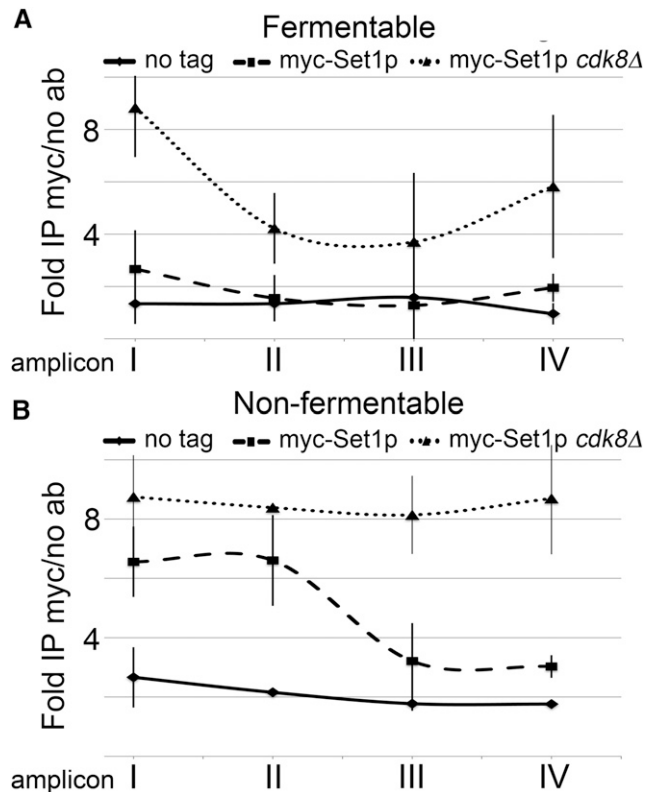 A
Fermentable
no tag myc-Set1p myc-Set1p cdk8Δ
Fold IP myc/no ab
8
4
amplicon I II III IV
B
Non-fermentable
no tag myc-Set1p myc-Set1p cdk8Δ
Fold IP myc/no ab
8
4
amplicon I II III IV